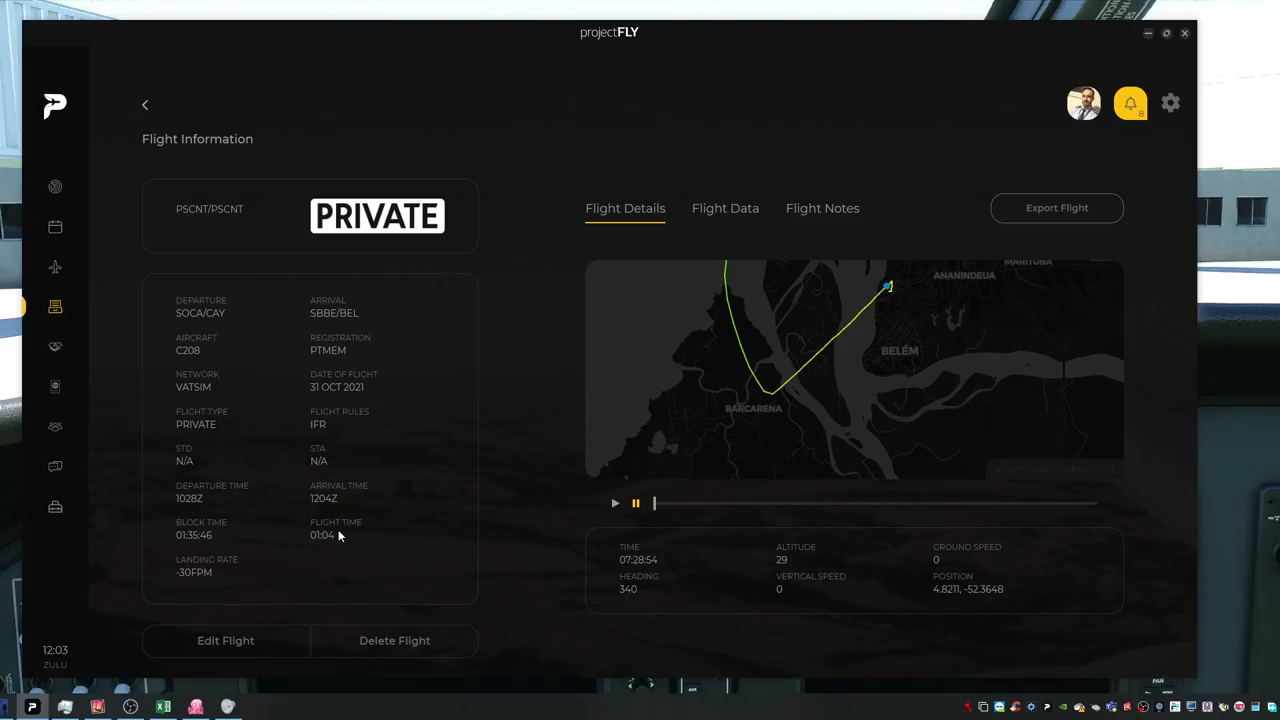 projectFLY
8
Flight Information
PSCNT/PSCNT
PRIVATE
Flight Details
Flight Data
Flight Notes
Export Flight
DEPARTURE
SOCA/CAY
ARRIVAL
SBBE/BEL
AIRCRAFT
C208
REGISTRATION
PTMEM
NETWORK
VATSIM
DATE OF FLIGHT
31 OCT 2021
FLIGHT TYPE
PRIVATE
FLIGHT RULES
IFR
STD
N/A
STA
N/A
DEPARTURE TIME
1028Z
ARRIVAL TIME
1204Z
BLOCK TIME
01:35:46
FLIGHT TIME
01:04
LANDING RATE
-30FPM
Edit Flight
Delete Flight
MARITUBA
ANANINDEUA
BELÉM
BARCARENA
TIME
07:28:54
ALTITUDE
29
GROUND SPEED
0
HEADING
340
VERTICAL SPEED
0
POSITION
4.8211, -52.3648
12:03
ZULU
PAN
AIR